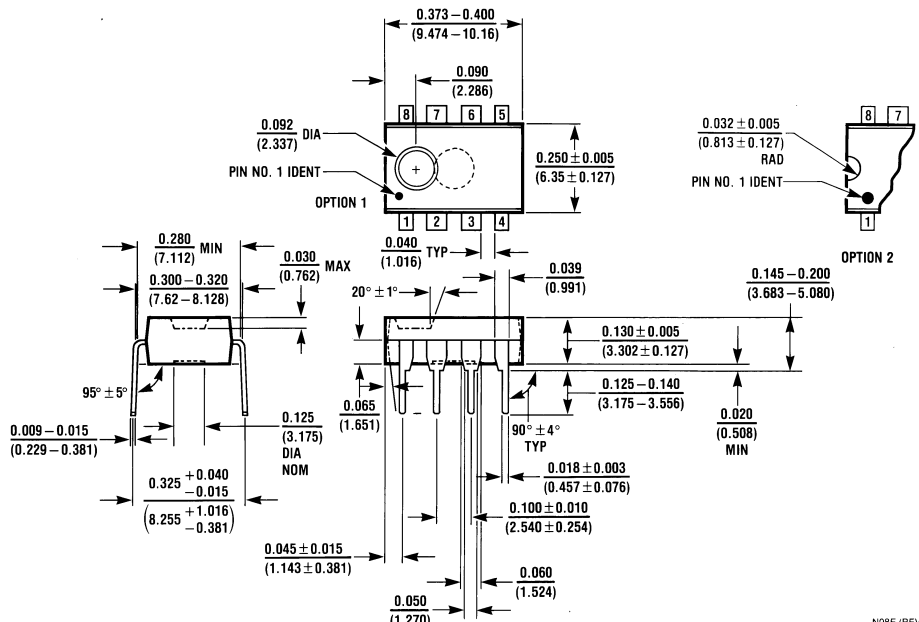 0.373 – 0.400
(9.474 – 10.16)
0.090
(2.286)
8 7 6 5
0.092 DIA
(2.337)
PIN NO. 1 IDENT
OPTION 1
1 2 3 4
0.250 ± 0.005
(6.35 ± 0.127)
8 7
0.032 ± 0.005
(0.813 ± 0.127)
RAD
PIN NO. 1 IDENT
1
OPTION 2
0.280 MIN
(7.112)
0.300 – 0.320
(7.62 – 8.128)
0.030 MAX
(0.762)
0.040 TYP
(1.016)
0.039
(0.991)
20° ± 1°
0.145 – 0.200
(3.683 – 5.080)
0.130 ± 0.005
(3.302 ± 0.127)
0.125 – 0.140
(3.175 – 3.556)
0.020
(0.508)
MIN
95° ± 5°
0.009 – 0.015
(0.229 – 0.381)
0.125
(3.175)
DIA
NOM
0.065
(1.651)
90° ± 4°
TYP
0.018 ± 0.003
(0.457 ± 0.076)
0.325 +0.040
−0.015
(8.255 +1.016
−0.381)
0.100 ± 0.010
(2.540 ± 0.254)
0.045 ± 0.015
(1.143 ± 0.381)
0.060
(1.524)
0.050
(1.270)